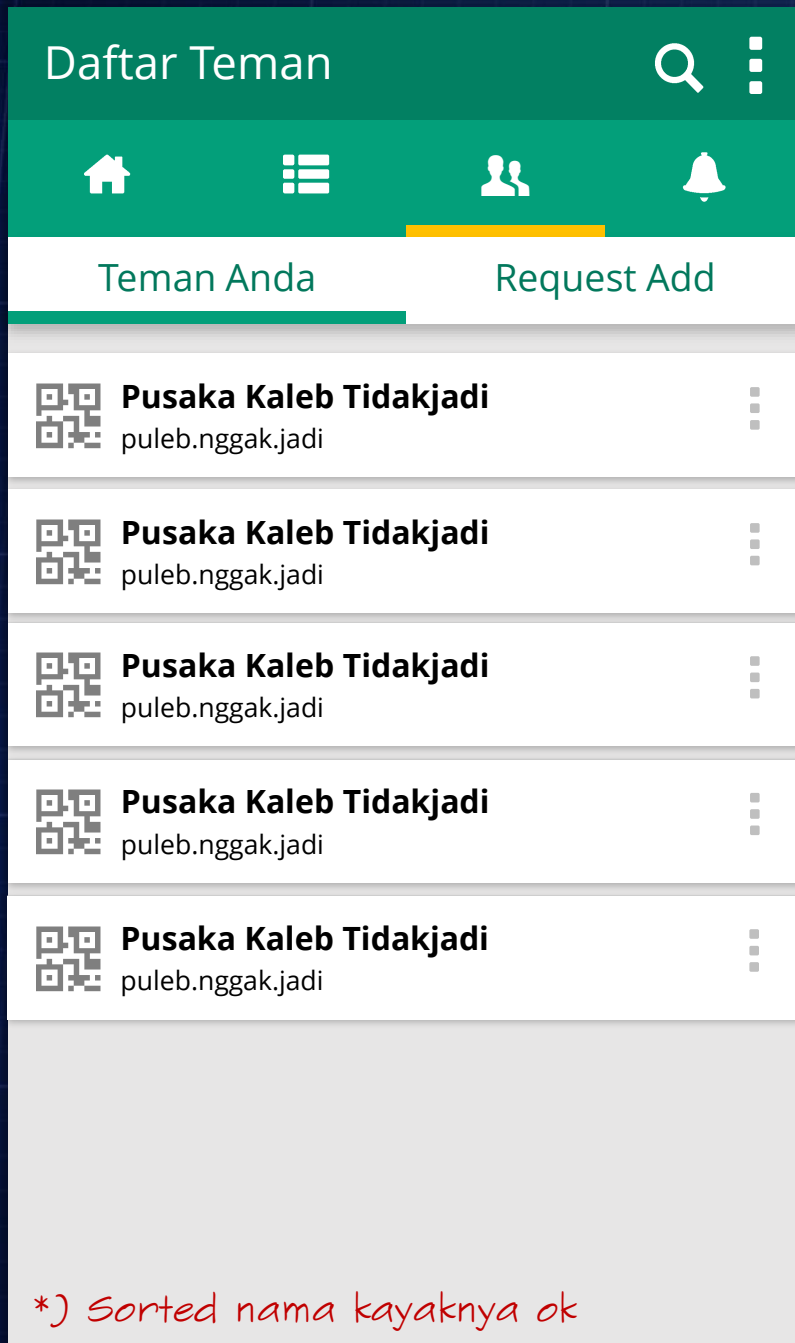 Daftar Teman
Teman Anda
Request Add
Pusaka Kaleb Tidakjadi
puleb.nggak.jadi
Pusaka Kaleb Tidakjadi
puleb.nggak.jadi
Pusaka Kaleb Tidakjadi
puleb.nggak.jadi
Pusaka Kaleb Tidakjadi
puleb.nggak.jadi
Pusaka Kaleb Tidakjadi
puleb.nggak.jadi
*) Sorted nama kayaknya ok